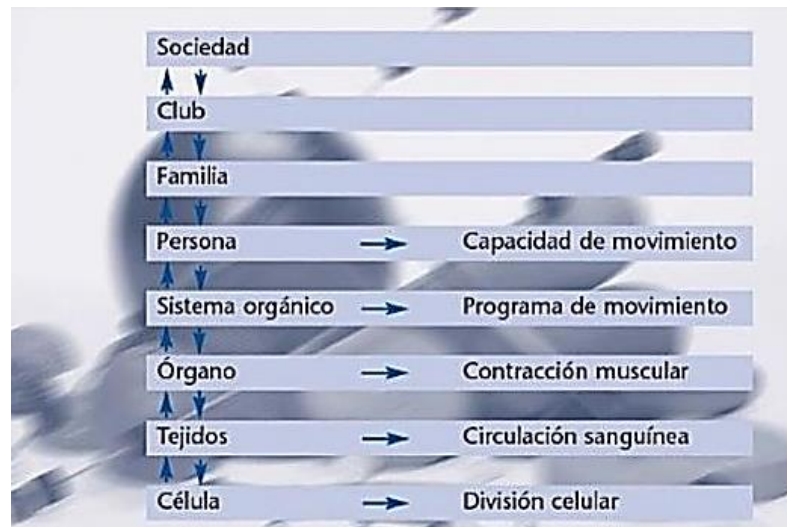 Sociedad
Club
Familia
Persona → Capacidad de movimiento
Sistema orgánico → Programa de movimiento
Órgano → Contracción muscular
Tejidos → Circulación sanguínea
Célula → División celular